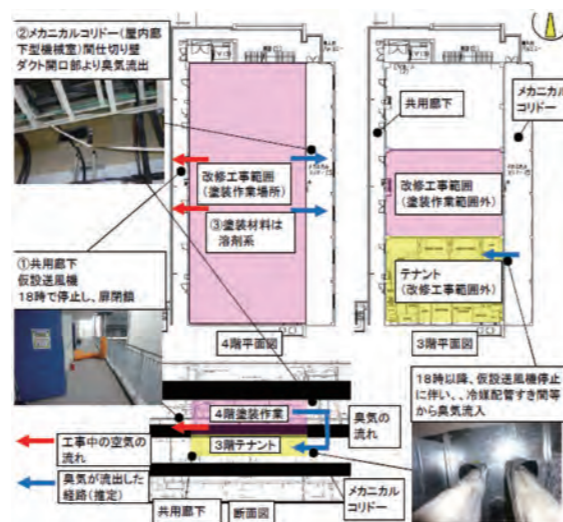 ②メカニカルコリドー(屋内廊
下型機械室)間仕切り壁
ダクト開口部より臭気流出
改修工事範囲
(塗装作業場所)
③塗装材料は
溶剤系
①共用廊下
仮設送風機
18時で停止し、扉閉鎖
4階平面図
共用廊下
メカニカル
コリドー
改修工事範囲
(塗装作業範囲外)
テナント
(改修工事範囲外)
3階平面図
18時以降、仮設送風機停止
に伴い、、冷媒配管すき間等
から臭気流入
4階塗装作業
3階テナント
臭気の
流れ
工事中の空気の
流れ
臭気が流出した
経路(推定)
共用廊下
断面図
メカニカル
コリドー